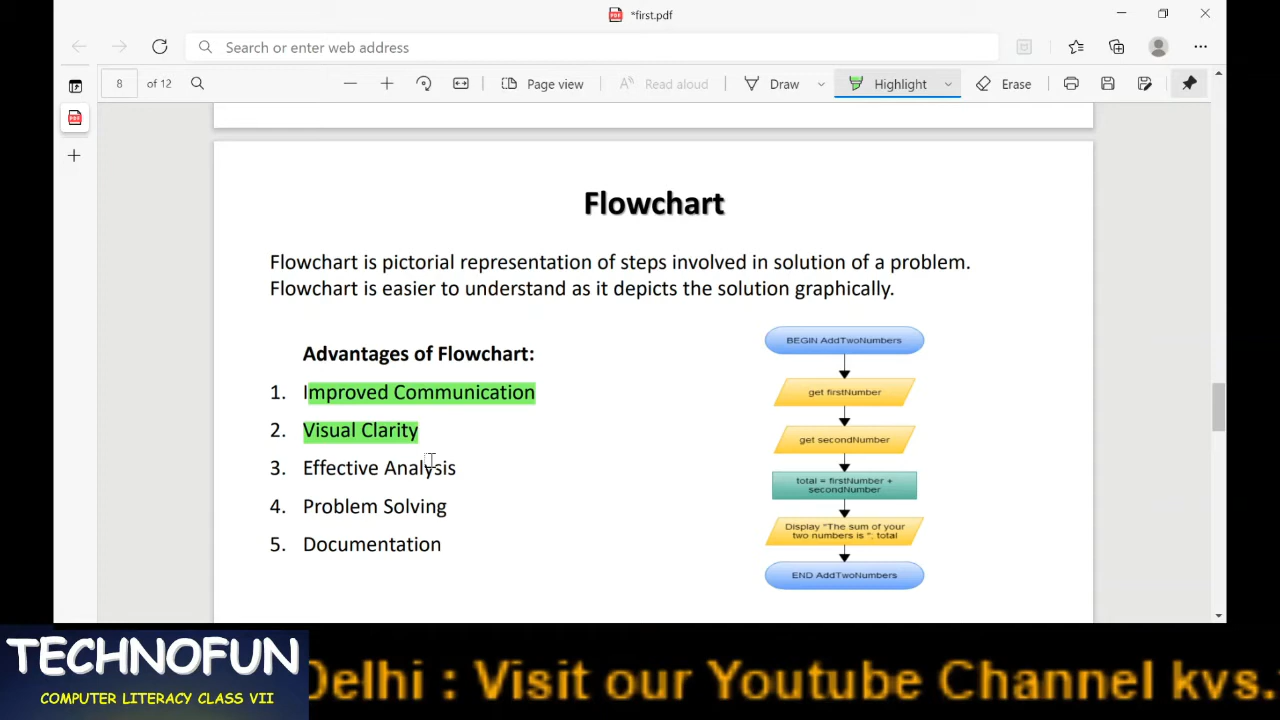 *first.pdf
Search or enter web address
8 of 12
Page view
Read aloud
Draw
Highlight
Erase
Flowchart
Flowchart is pictorial representation of steps involved in solution of a problem.
Flowchart is easier to understand as it depicts the solution graphically.
Advantages of Flowchart:
1. Improved Communication
2. Visual Clarity
3. Effective Analysis
4. Problem Solving
5. Documentation
BEGIN AddTwoNumbers
get firstNumber
get secondNumber
total = firstNumber +
secondNumber
Display "The sum of your
two numbers is ", total
END AddTwoNumbers
TECHNOFUN
COMPUTER LITERACY CLASS VII
Delhi : Visit our Youtube Channel kvs.